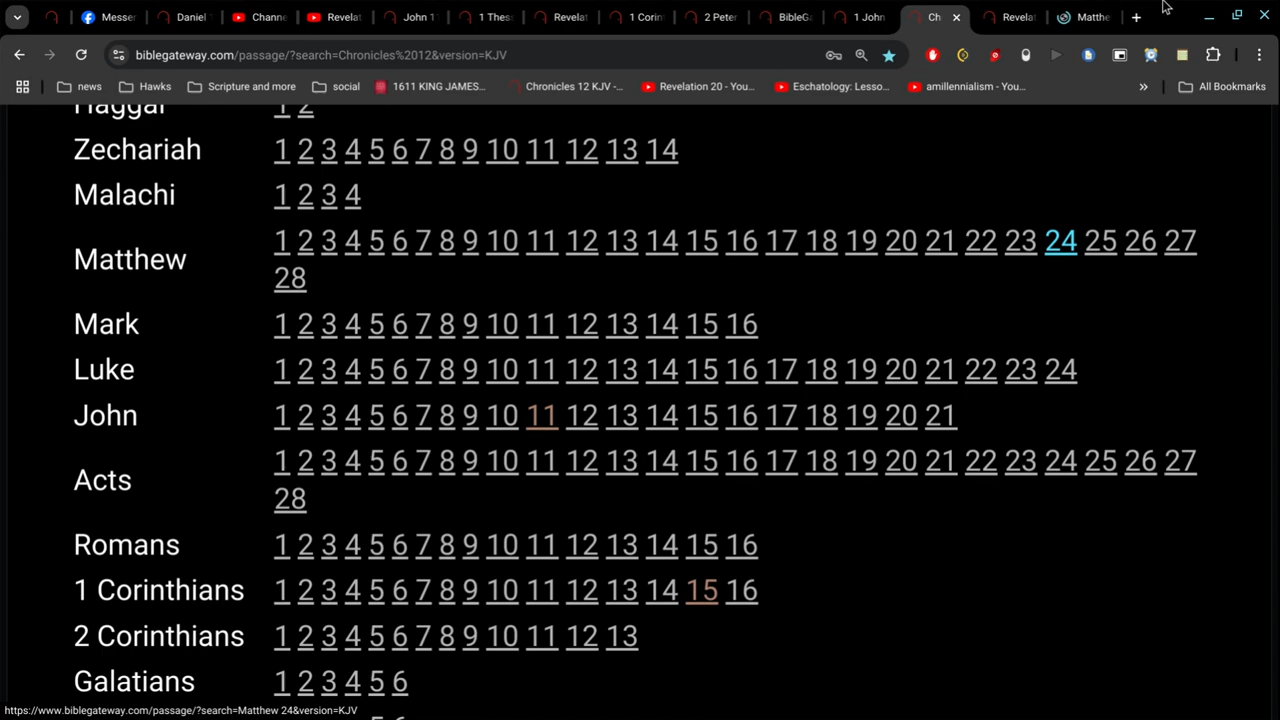 Messer
Daniel
Chann
Revelat
John 1
1 Thes
Revelat
1 Corin
2 Peter
BibleG
1 John
Ch
Revelat
Matthe
biblegateway.com/passage/?search=Chronicles%2012&version=KJV
news
Hawks
Scripture and more
social
1611 KING JAMES...
Chronicles 12 KJV -...
Revelation 20 - You...
Eschatology: Lesso...
amillennialism - You...
All Bookmarks
Haggai 1 2
Zechariah 1 2 3 4 5 6 7 8 9 10 11 12 13 14
Malachi 1 2 3 4
Matthew 1 2 3 4 5 6 7 8 9 10 11 12 13 14 15 16 17 18 19 20 21 22 23 24 25 26 27
28
Mark 1 2 3 4 5 6 7 8 9 10 11 12 13 14 15 16
Luke 1 2 3 4 5 6 7 8 9 10 11 12 13 14 15 16 17 18 19 20 21 22 23 24
John 1 2 3 4 5 6 7 8 9 10 11 12 13 14 15 16 17 18 19 20 21
Acts 1 2 3 4 5 6 7 8 9 10 11 12 13 14 15 16 17 18 19 20 21 22 23 24 25 26 27
28
Romans 1 2 3 4 5 6 7 8 9 10 11 12 13 14 15 16
1 Corinthians 1 2 3 4 5 6 7 8 9 10 11 12 13 14 15 16
2 Corinthians 1 2 3 4 5 6 7 8 9 10 11 12 13
Galatians 1 2 3 4 5 6
https://www.biblegateway.com/passage/?search=Matthew 24&version=KJV